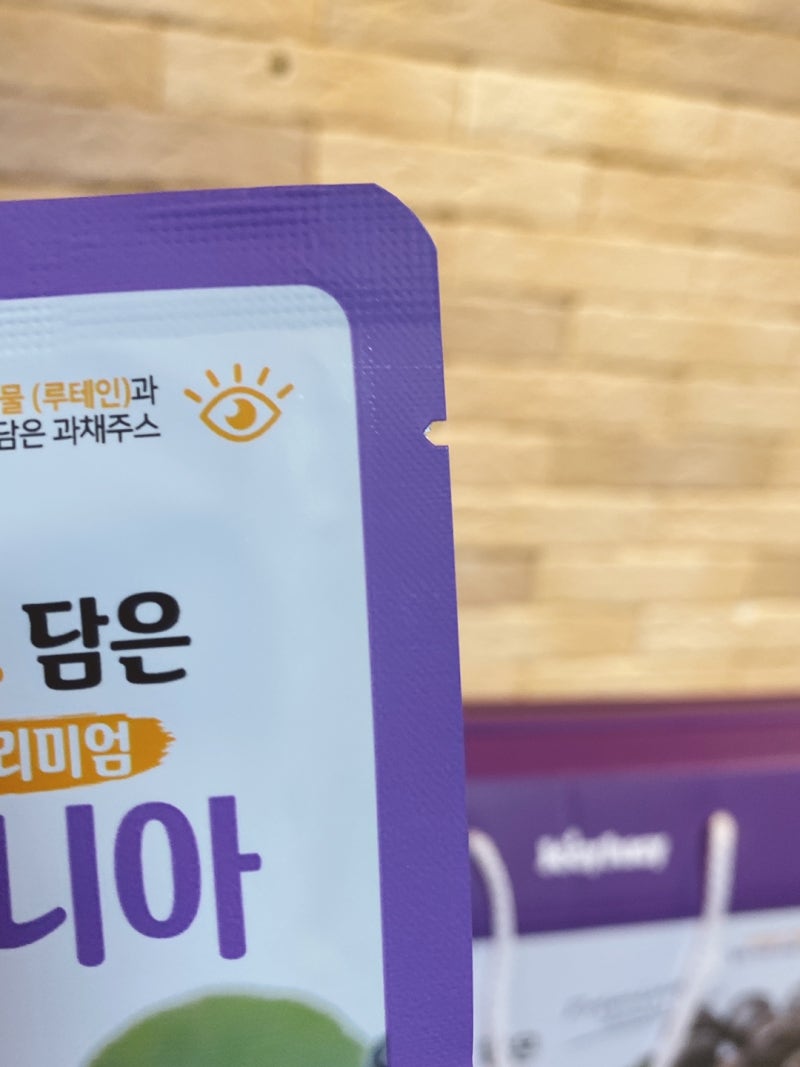 물 (루테인)과
담은 과채주스
담은
리미엄
니아